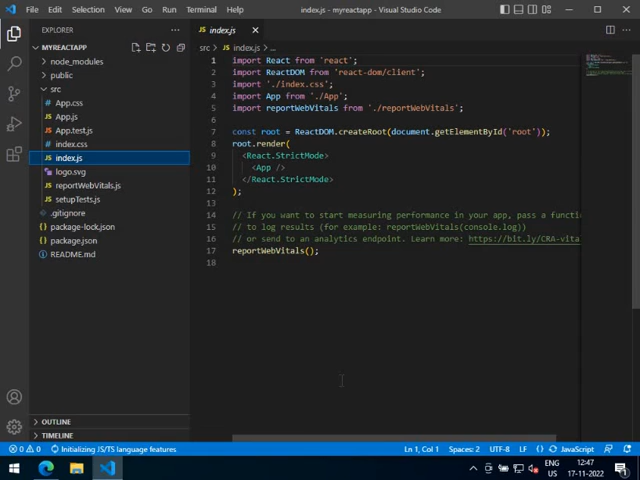 File Edit Selection View Go Run Terminal Help
index.js - myreactapp - Visual Studio Code
EXPLORER
MYREACTAPP
node_modules
public
src
App.css
App.js
App.test.js
index.css
index.js
logo.svg
reportWebVitals.js
setupTests.js
.gitignore
package-lock.json
package.json
README.md
OUTLINE
TIMELINE
index.js
src > index.js > ...
1 import React from 'react';
2 import ReactDOM from 'react-dom/client';
3 import './index.css';
4 import App from './App';
5 import reportWebVitals from './reportWebVitals';
6
7 const root = ReactDOM.createRoot(document.getElementById('root'));
8 root.render(
9 <React.StrictMode>
10 <App />
11 </React.StrictMode>
12 );
13
14 // If you want to start measuring performance in your app, pass a functi
15 // to log results (for example: reportWebVitals(console.log))
16 // or send to an analytics endpoint. Learn more: https://bit.ly/CRA-vita
17 reportWebVitals();
18
0 0 Initializing JS/TS language features
Ln 1, Col 1 Spaces: 2 UTF-8 LF {} JavaScript
ENG
US
12:47
17-11-2022